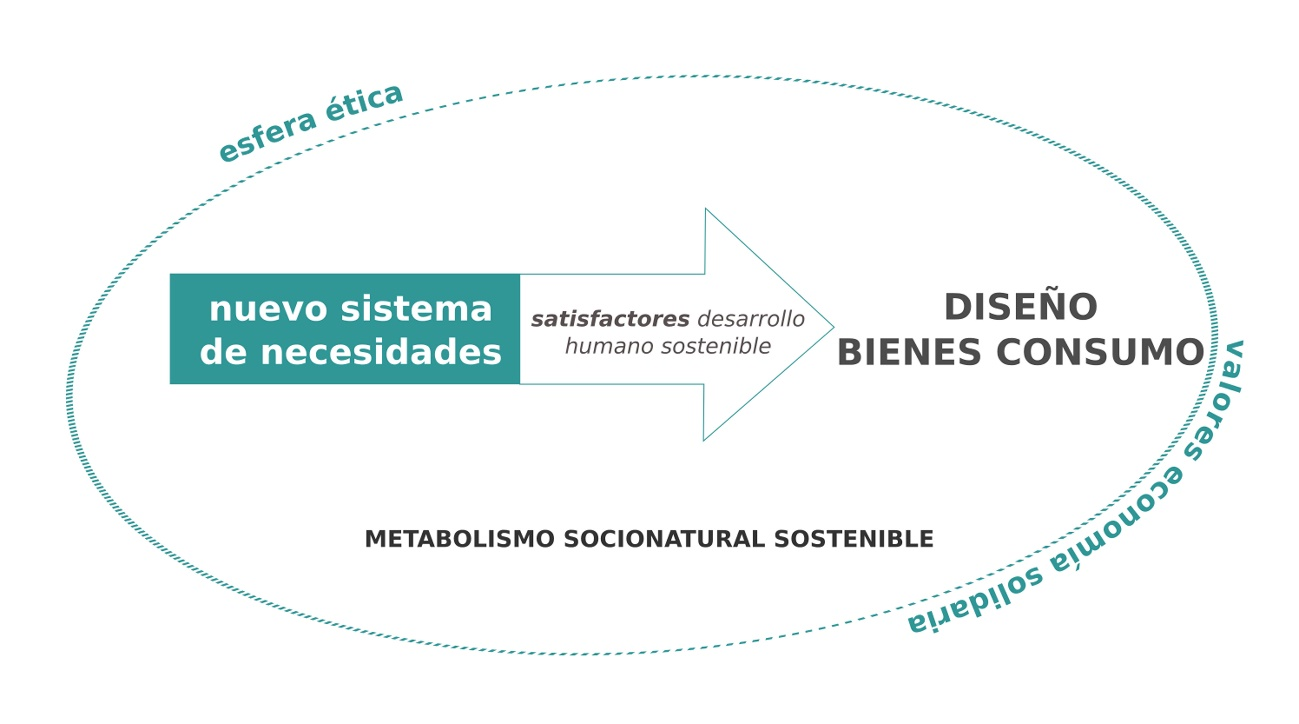 esfera ética
nuevo sistema
de necesidades
satisfactores desarrollo
humano sostenible
DISEÑO
BIENES CONSUMO
valores economía solidaria
METABOLISMO SOCIONATURAL SOSTENIBLE